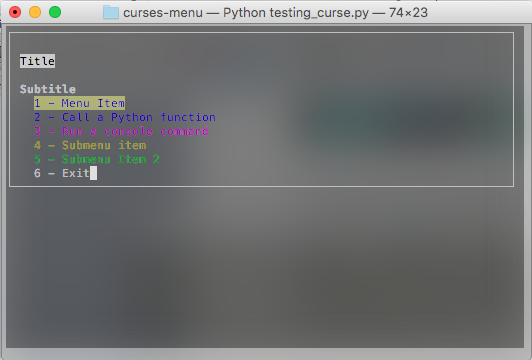 curses-menu — Python testing_curse.py — 74×23
Title
Subtitle
1 - Menu Item
2 - Call a Python function
3 - Run a console command
4 - Submenu item
5 - Submenu Item 2
6 - Exit